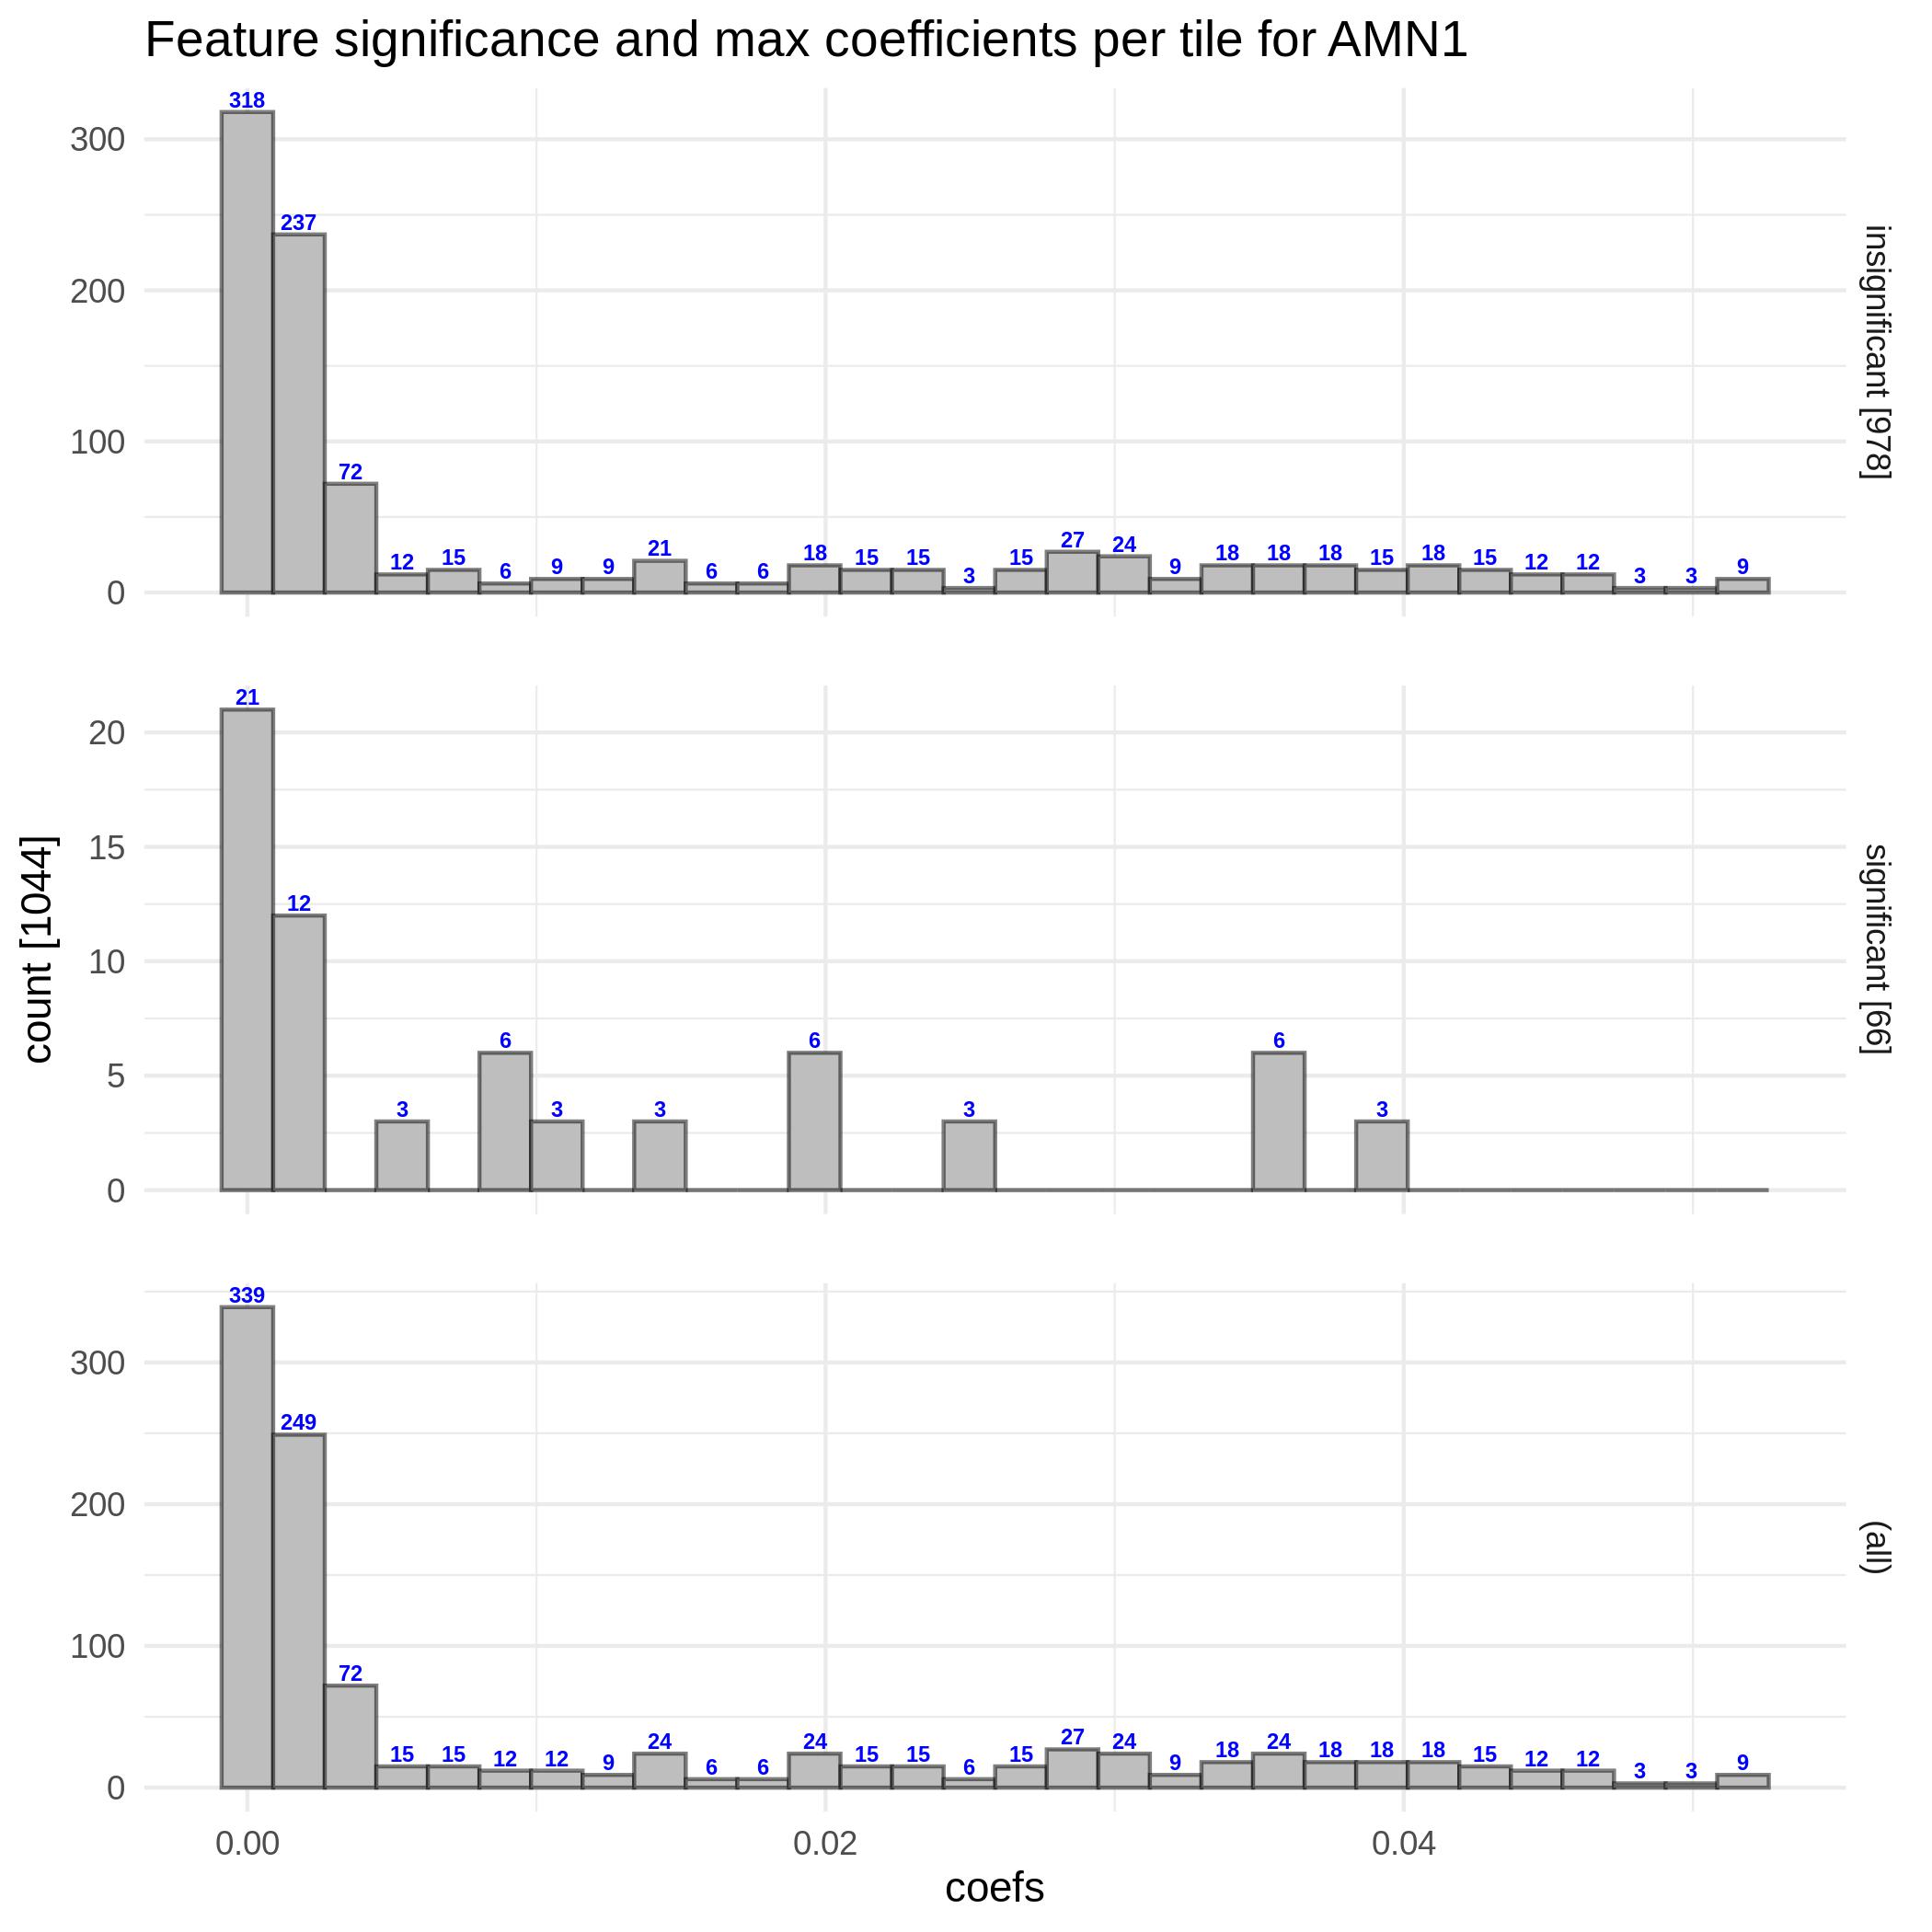 Feature significance and max coefficients per tile for AMN1
318
237
72
12 15 6 9 9 21 6 6 18 15 15 3 15 27 24 9 18 18 18 15 18 15 12 12 3 3 9
300
200
100
0
insignificant [978]
21
12
3 6 3 3 6 3 6 3
20
15
10
5
0
significant [66]
count [1044]
339
249
72
15 15 12 12 9 24 6 6 24 15 15 6 15 27 24 9 18 24 18 18 18 15 12 12 3 3 9
300
200
100
0
(all)
0.00 0.02 0.04
coefs